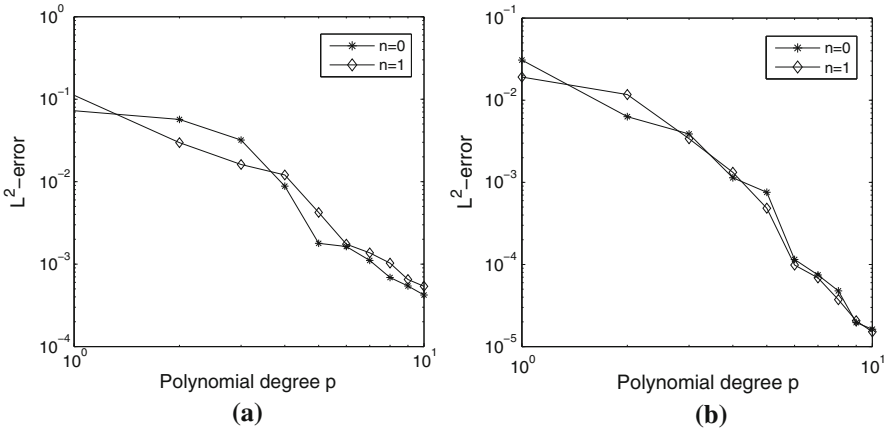 10^0
10^-1
10^-2
10^-3
10^-4
L^2-error
n=0
n=1
10^0
10^1
Polynomial degree p
(a)
10^-1
10^-2
10^-3
10^-4
10^-5
L^2-error
n=0
n=1
10^0
10^1
Polynomial degree p
(b)